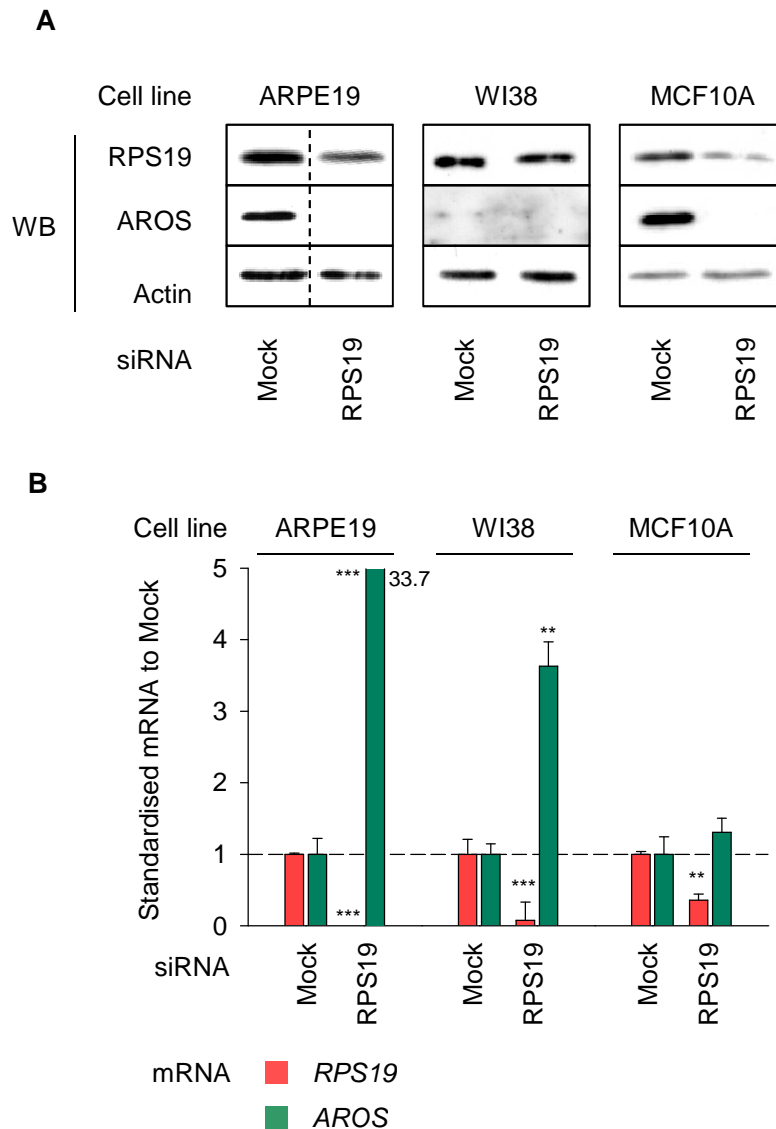 A
Cell line ARPE19 WI38 MCF10A
RPS19
WB AROS
Actin
siRNA Mock RPS19 Mock RPS19 Mock RPS19
B
Cell line ARPE19 WI38 MCF10A
Standardised mRNA to Mock
5 *** 33.7
4 **
3
2
1 *** **
0 ***
siRNA Mock RPS19 Mock RPS19 Mock RPS19
mRNA RPS19
AROS